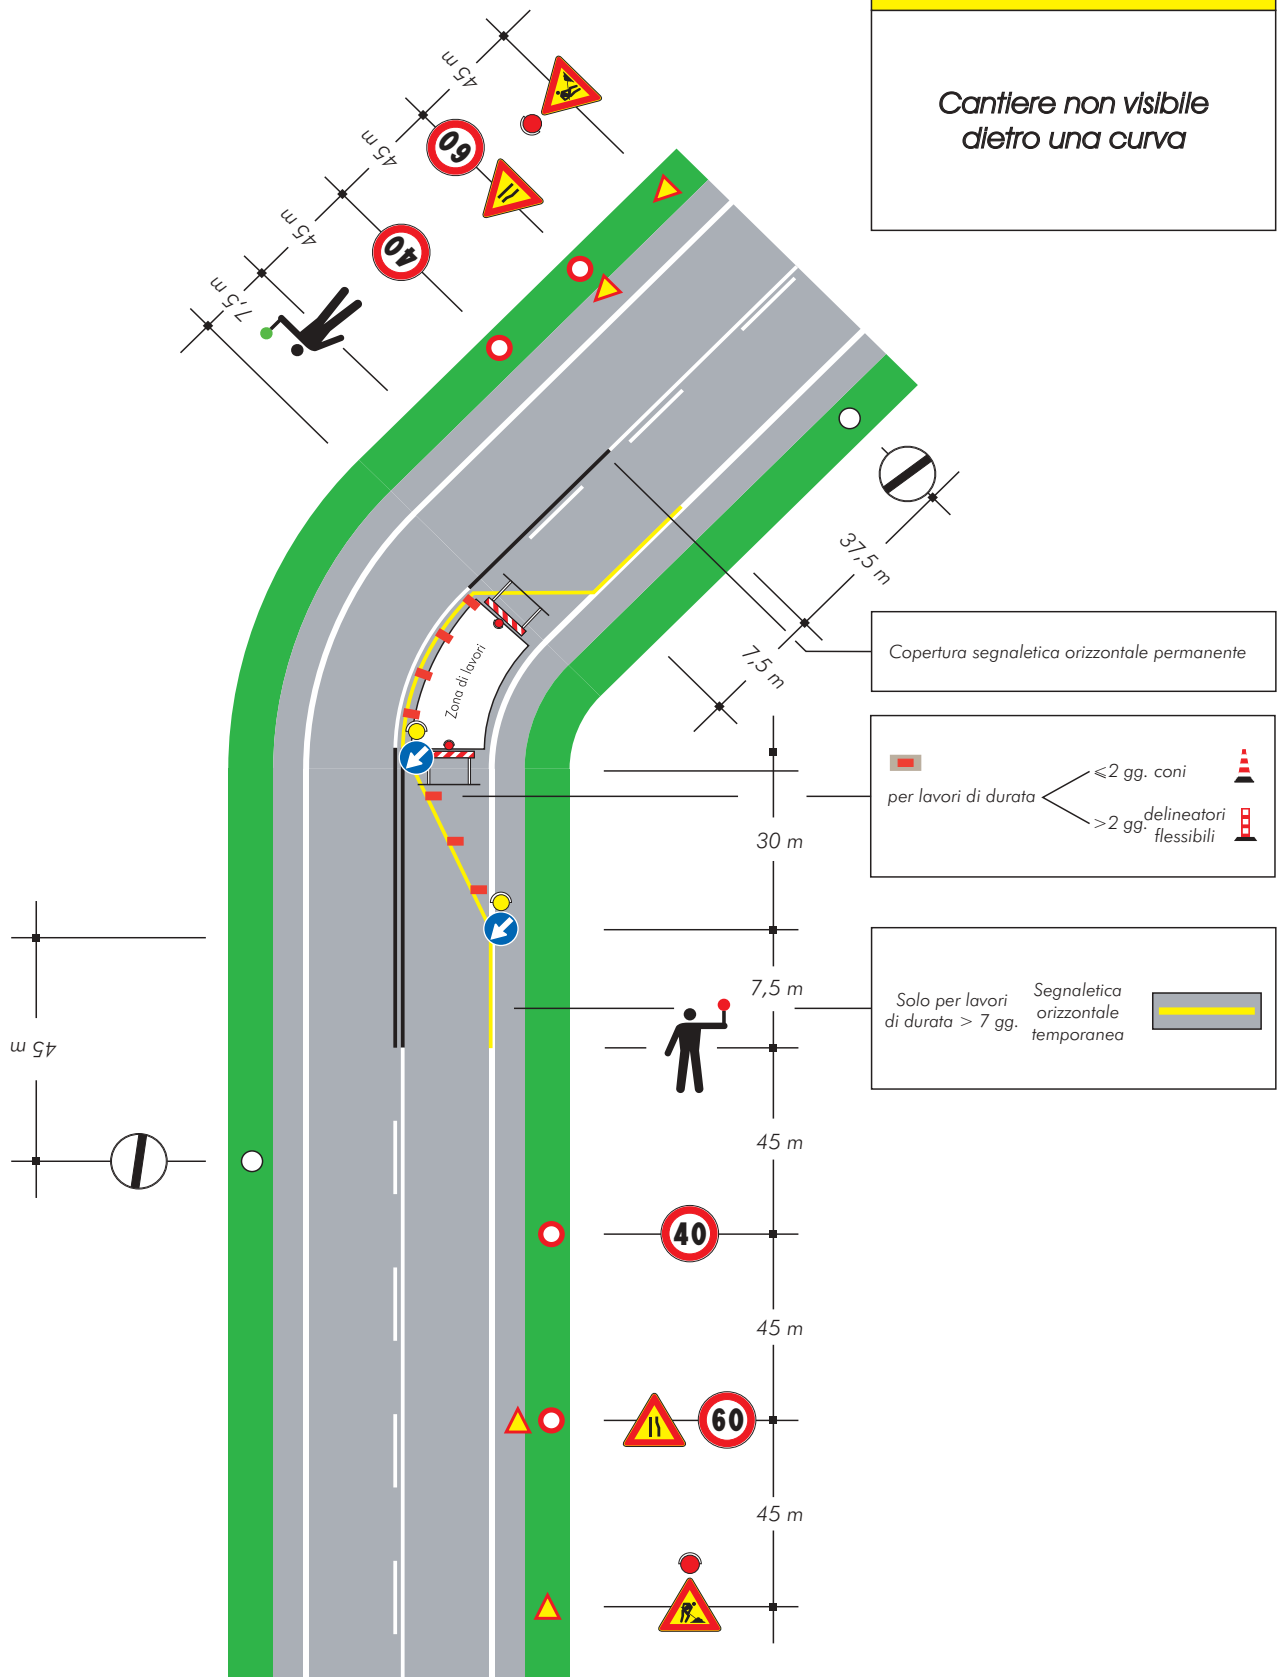 Cantiere non visibile
dietro una curva
45 m
45 m
60
45 m
40
7,5 m
37,5 m
7,5 m
Copertura segnaletica orizzontale permanente
Zona di lavori
per lavori di durata
⩽2 gg. coni
>2 gg. delineatori
flessibili
30 m
7,5 m
Solo per lavori
di durata > 7 gg.
Segnaletica
orizzontale
temporanea
45 m
45 m
40
45 m
60
45 m